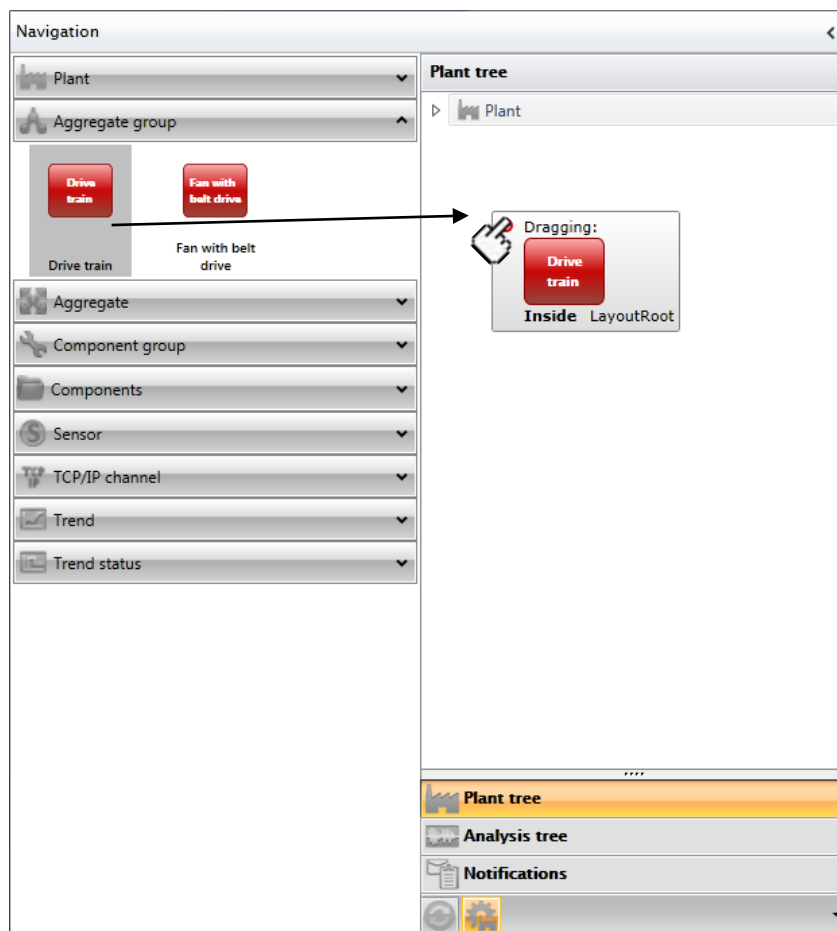 Navigation
Plant
Aggregate group
Drive
train
Drive train
Fan with
belt drive
Fan with belt
drive
Aggregate
Component group
Components
S Sensor
TCP
IP TCP/IP channel
Trend
Trend status
Plant tree
Plant
Dragging:
Drive
train
Inside LayoutRoot
Plant tree
Analysis tree
Notifications